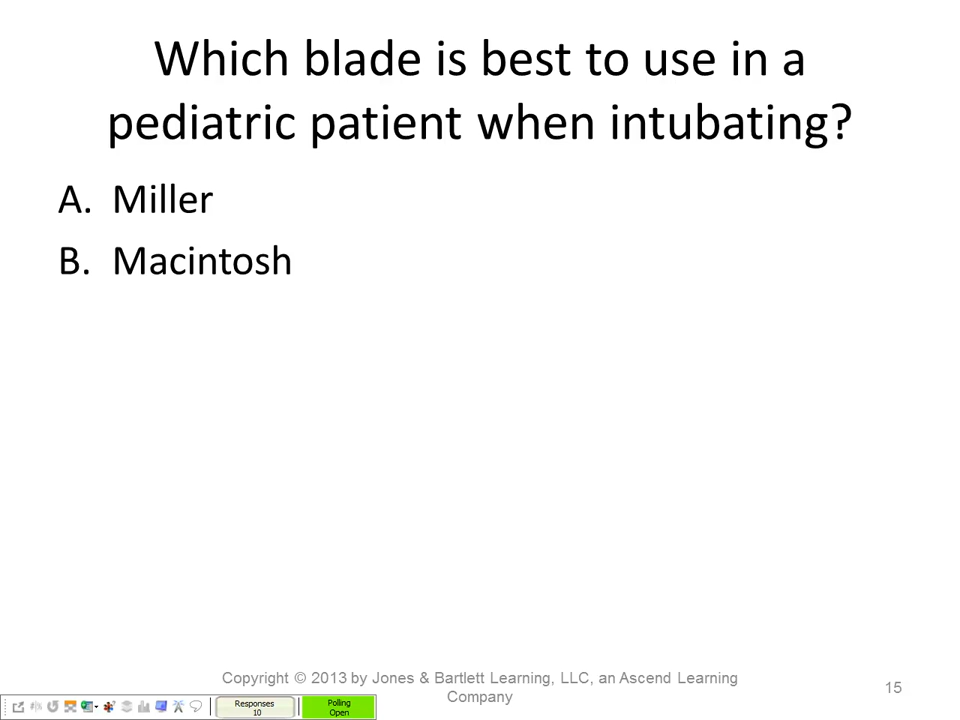 Which blade is best to use in a
pediatric patient when intubating?
A. Miller
B. Macintosh
Copyright © 2013 by Jones & Bartlett Learning, LLC, an Ascend Learning
Company
15
Responses
10
Polling
Open